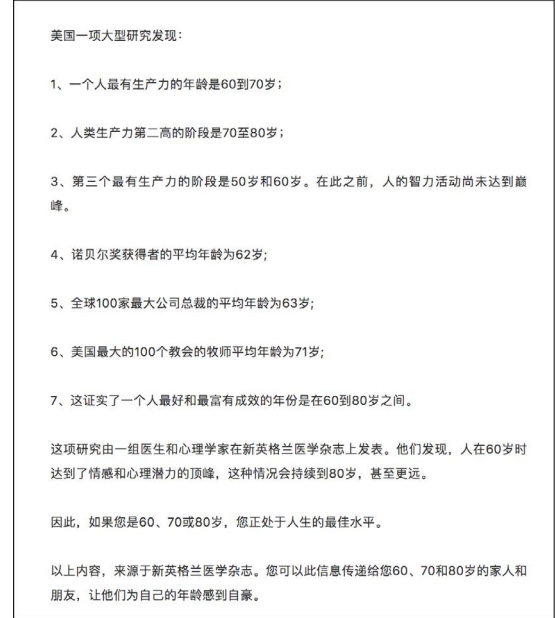 美国一项大型研究发现：
1、一个人最有生产力的年龄是60到70岁；
2、人类生产力第二高的阶段是70至80岁；
3、第三个最有生产力的阶段是50岁和60岁。在此之前，人的智力活动尚未达到巅
峰。
4、诺贝尔奖获得者的平均年龄为62岁;
5、全球100家最大公司总裁的平均年龄为63岁;
6、美国最大的100个教会的牧师平均年龄为71岁;
7、这证实了一个人最好和最富有成效的年份是在60到80岁之间。
这项研究由一组医生和心理学家在新英格兰医学杂志上发表。他们发现，人在60岁时
达到了情感和心理潜力的顶峰，这种情况会持续到80岁，甚至更远。
因此，如果您是60、70或80岁，您正处于人生的最佳水平。
以上内容，来源于新英格兰医学杂志。您可以此信息传递给您60、70和80岁的家人和
朋友，让他们为自己的年龄感到自豪。